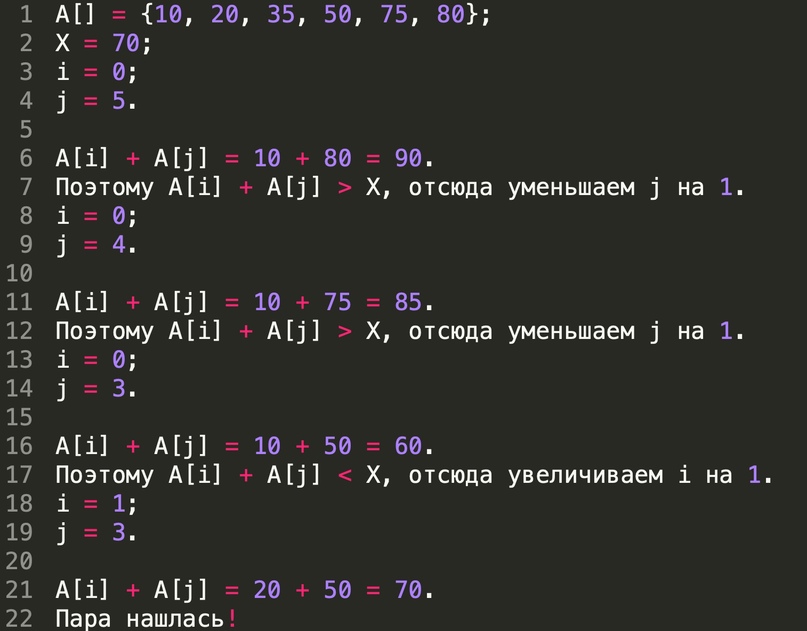 1 A[] = {10, 20, 35, 50, 75, 80};
2 X = 70;
3 i = 0;
4 j = 5.
5
6 A[i] + A[j] = 10 + 80 = 90.
7 Поэтому A[i] + A[j] > X, отсюда уменьшаем j на 1.
8 i = 0;
9 j = 4.
10
11 A[i] + A[j] = 10 + 75 = 85.
12 Поэтому A[i] + A[j] > X, отсюда уменьшаем j на 1.
13 i = 0;
14 j = 3.
15
16 A[i] + A[j] = 10 + 50 = 60.
17 Поэтому A[i] + A[j] < X, отсюда увеличиваем i на 1.
18 i = 1;
19 j = 3.
20
21 A[i] + A[j] = 20 + 50 = 70.
22 Пара нашлась!